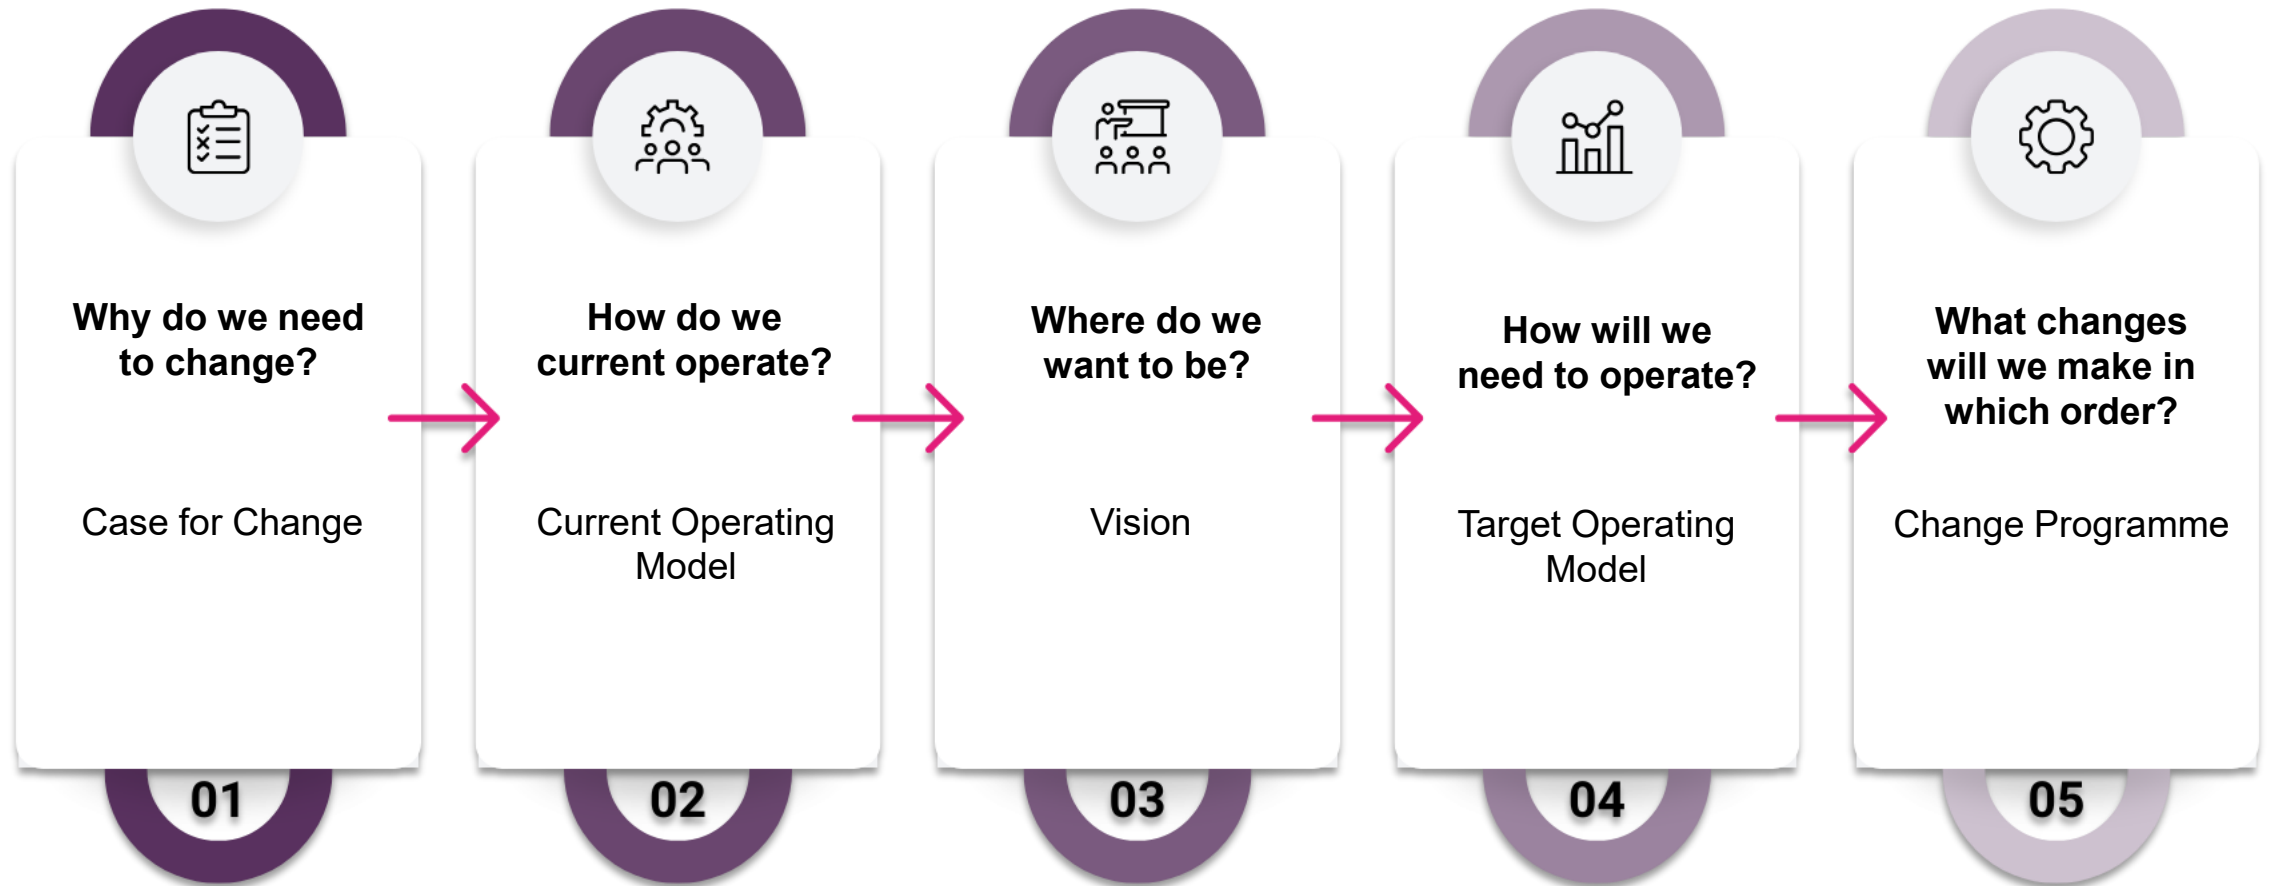 Why do we need
to change?
Case for Change
01
How do we
current operate?
Current Operating
Model
02
Where do we
want to be?
Vision
03
How will we
need to operate?
Target Operating
Model
04
What changes
will we make in
which order?
Change Programme
05